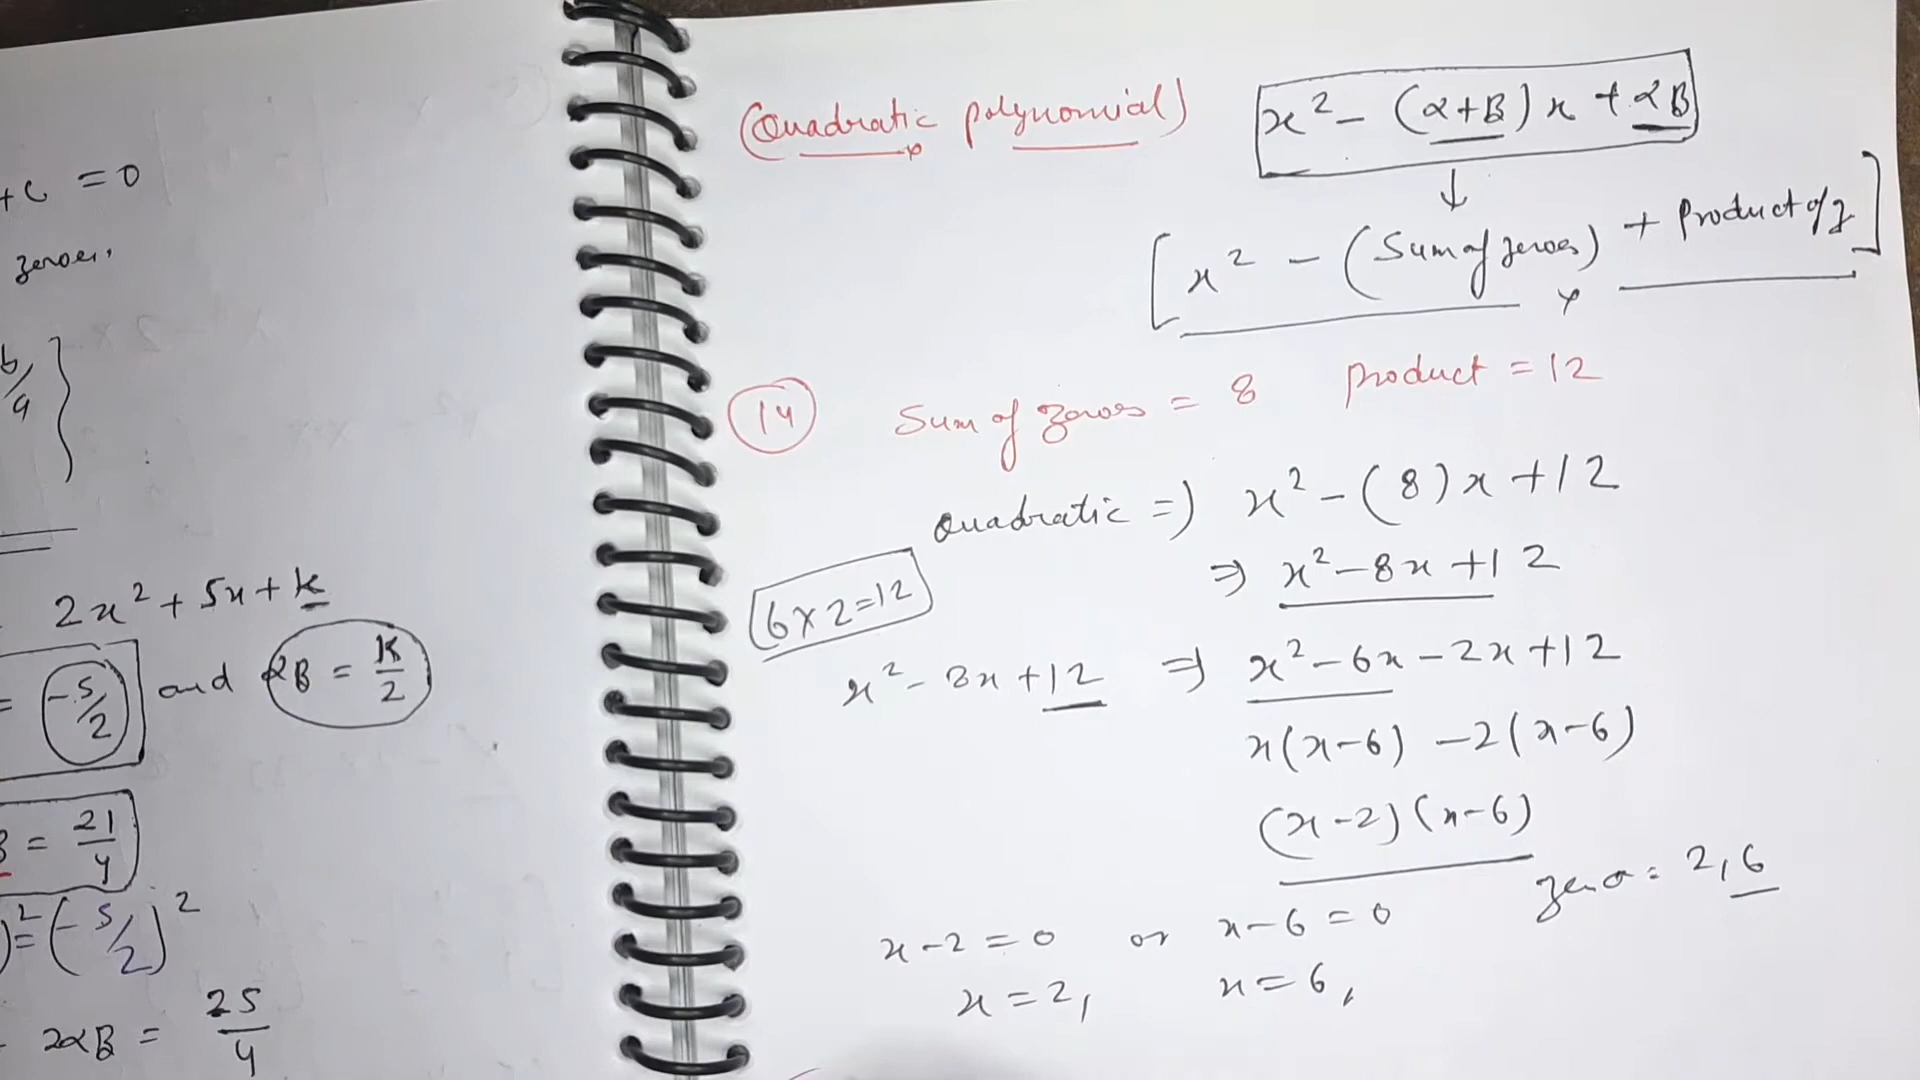 +c = 0
zeroes.
b/a }
2x² + 5x + k
= -5/2 and αβ = k/2
β = 21/4
)² = (-5/2)²
2αβ = 25/4
(Quadratic polynomial) x² - (α+β)x + αβ
↓
[x² - (Sum of zeroes)x + Product of z]
14 Sum of zeroes = 8 product = 12
Quadratic ⇒ x² - (8)x + 12
⇒ x² - 8x + 12
6×2=12
x² - 8x + 12 ⇒ x² - 6x - 2x + 12
x(x-6) - 2(x-6)
(x-2)(x-6)
zero = 2, 6
x - 2 = 0 or x - 6 = 0
x = 2, x = 6,